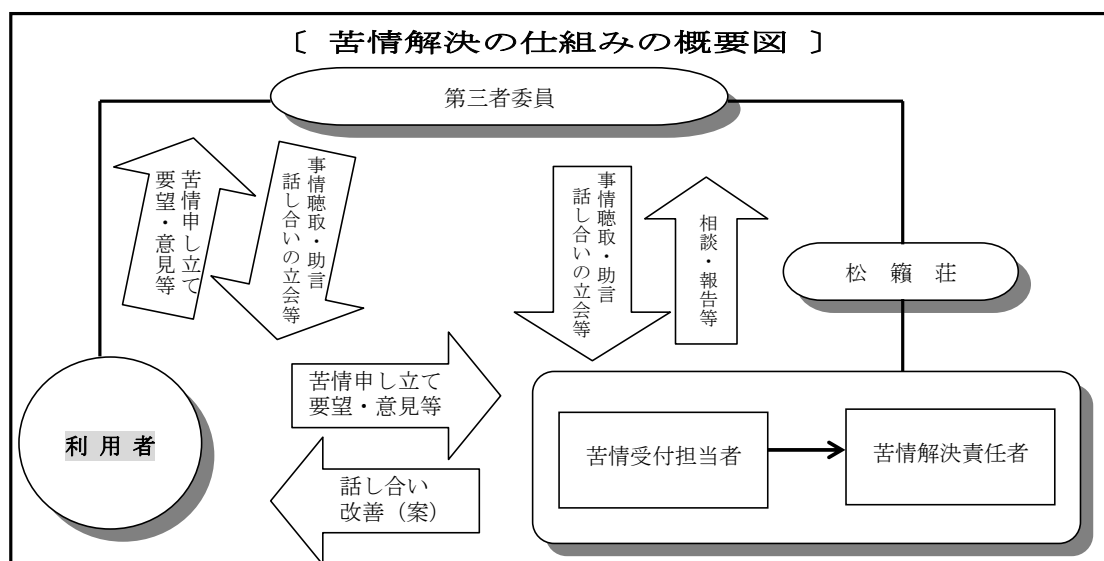 〔 苦情解決の仕組みの概要図 〕
第三者委員
苦情申し立て
要望・意見等
事情聴取・助言
話し合いの立会等
事情聴取・助言
話し合いの立会等
相談・報告等
松 籟 荘
利 用 者
苦情申し立て
要望・意見等
話し合い
改善（案）
苦情受付担当者
苦情解決責任者